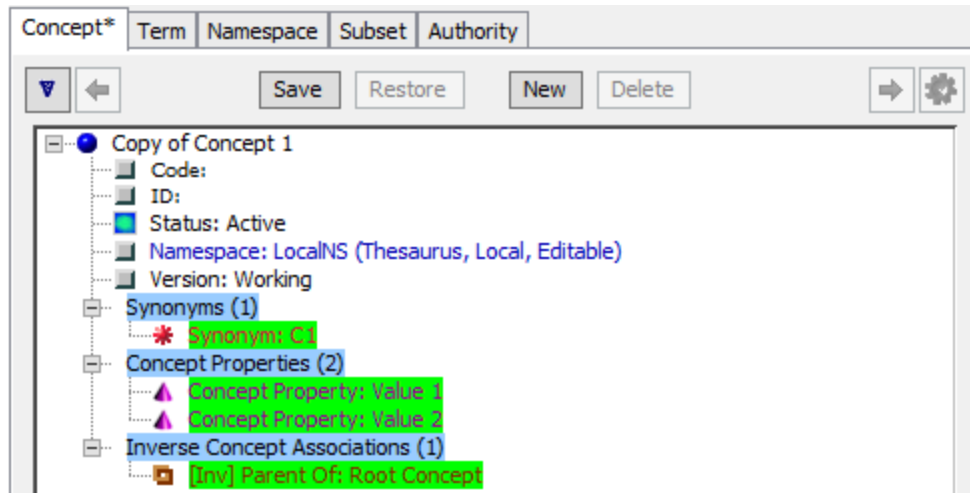 Concept* Term Namespace Subset Authority
Save Restore New Delete
Copy of Concept 1
Code:
ID:
Status: Active
Namespace: LocalNS (Thesaurus, Local, Editable)
Version: Working
Synonyms (1)
Synonym: C1
Concept Properties (2)
Concept Property: Value 1
Concept Property: Value 2
Inverse Concept Associations (1)
[Inv] Parent Of: Root Concept